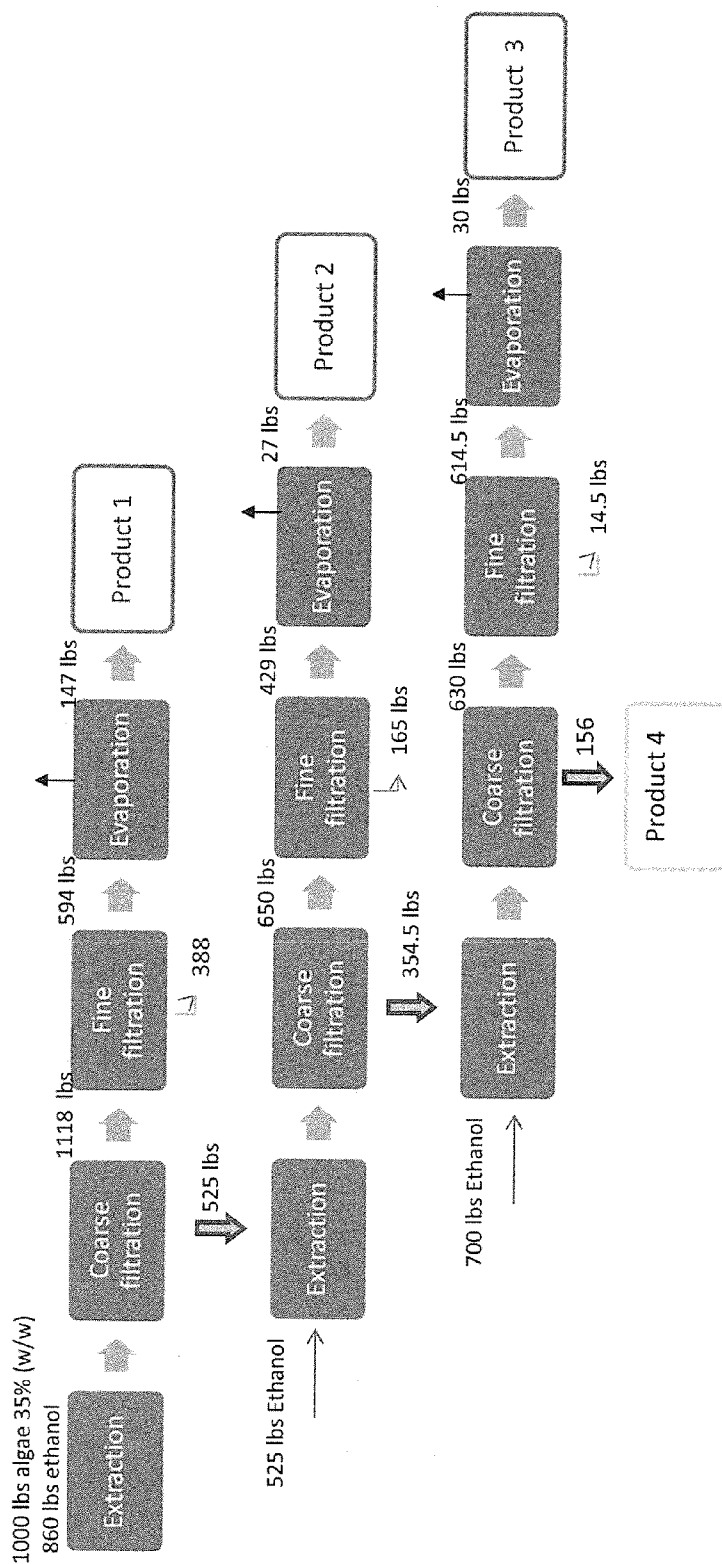 1000 lbs algae 35% (w/w)
860 lbs ethanol
Extraction
Coarse
filtration
1118 lbs
Fine
filtration
594 lbs
Evaporation
147 lbs
Product 1
525 lbs
388
525 lbs Ethanol
Extraction
Coarse
filtration
650 lbs
Fine
filtration
429 lbs
Evaporation
27 lbs
Product 2
354.5 lbs
165 lbs
700 lbs Ethanol
Extraction
Coarse
filtration
630 lbs
Fine
filtration
614.5 lbs
Evaporation
30 lbs
Product 3
156
14.5 lbs
Product 4